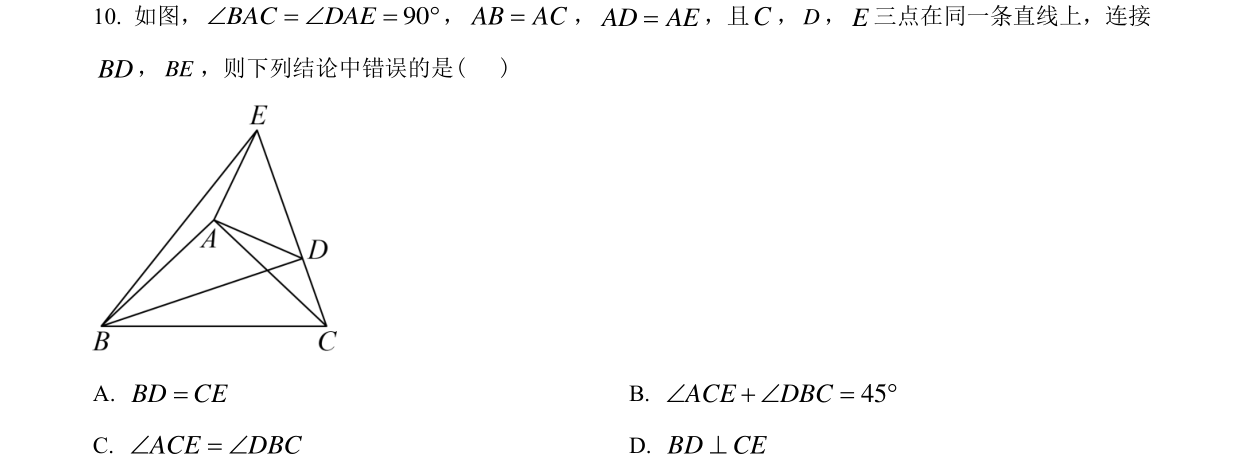 10. 如图，∠BAC = ∠DAE = 90°，AB = AC，AD = AE，且 C，D，E 三点在同一条直线上，连接
BD，BE，则下列结论中错误的是(    )
E
A
D
B
C
A. BD = CE
B. ∠ACE + ∠DBC = 45°
C. ∠ACE = ∠DBC
D. BD ⊥ CE